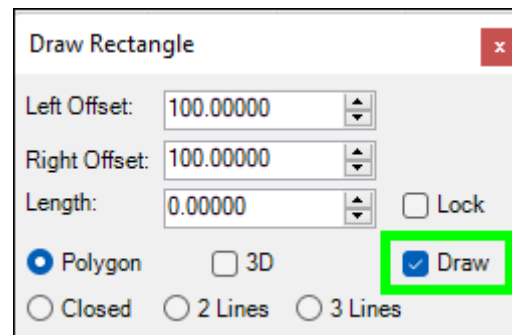 Draw Rectangle x
Left Offset: 100.00000
Right Offset: 100.00000
Length: 0.00000 Lock
Polygon 3D Draw
Closed 2 Lines 3 Lines